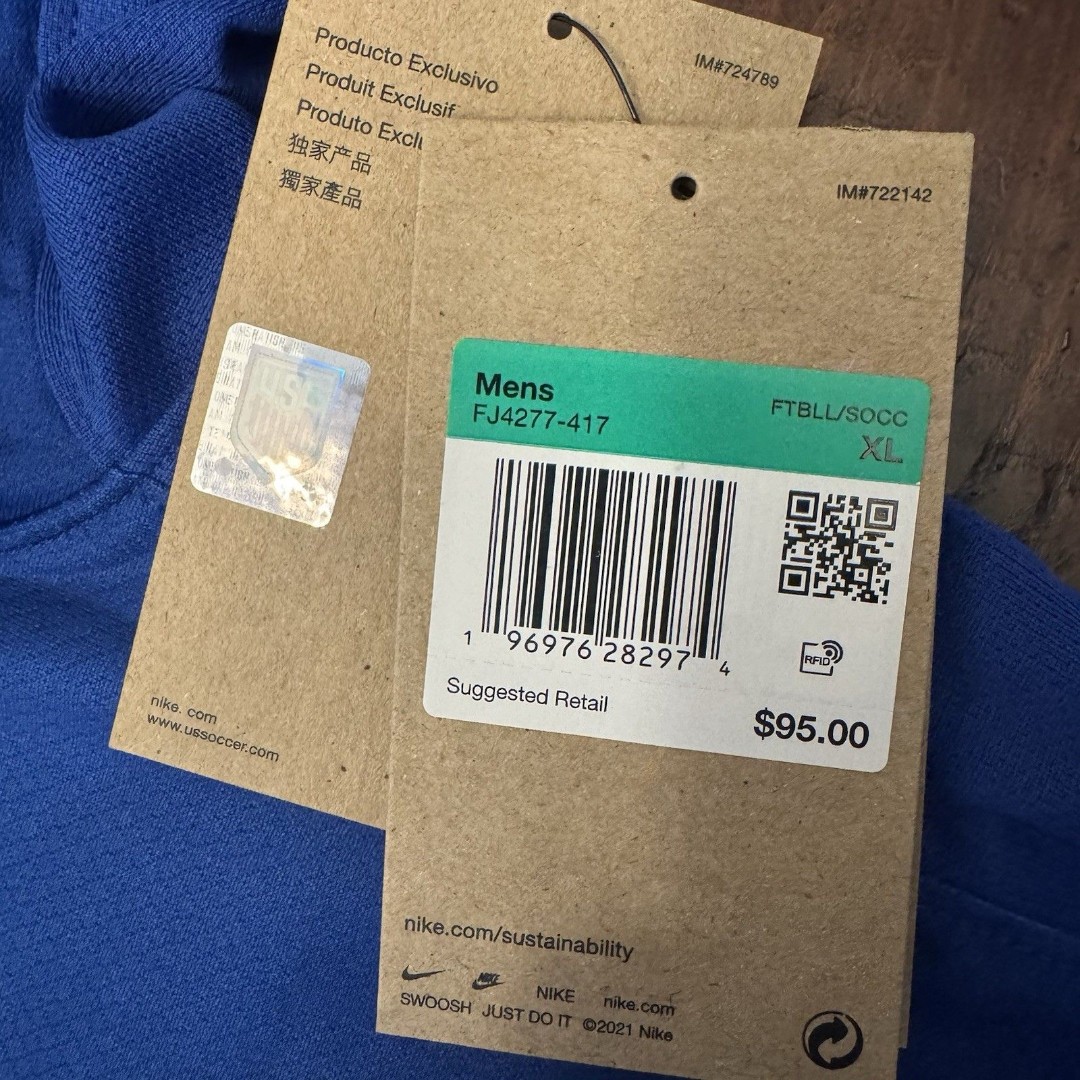 Producto Exclusivo
Produit Exclusif
Produto Exclu
独家产品
獨家產品
IM#724789
nike. com
www.ussoccer.com
IM#722142
Mens
FJ4277-417
FTBLL/SOCC
XL
1 96976 28297 4
RFID
Suggested Retail
$95.00
nike.com/sustainability
NIKE nike.com
SWOOSH JUST DO IT ©2021 Nike